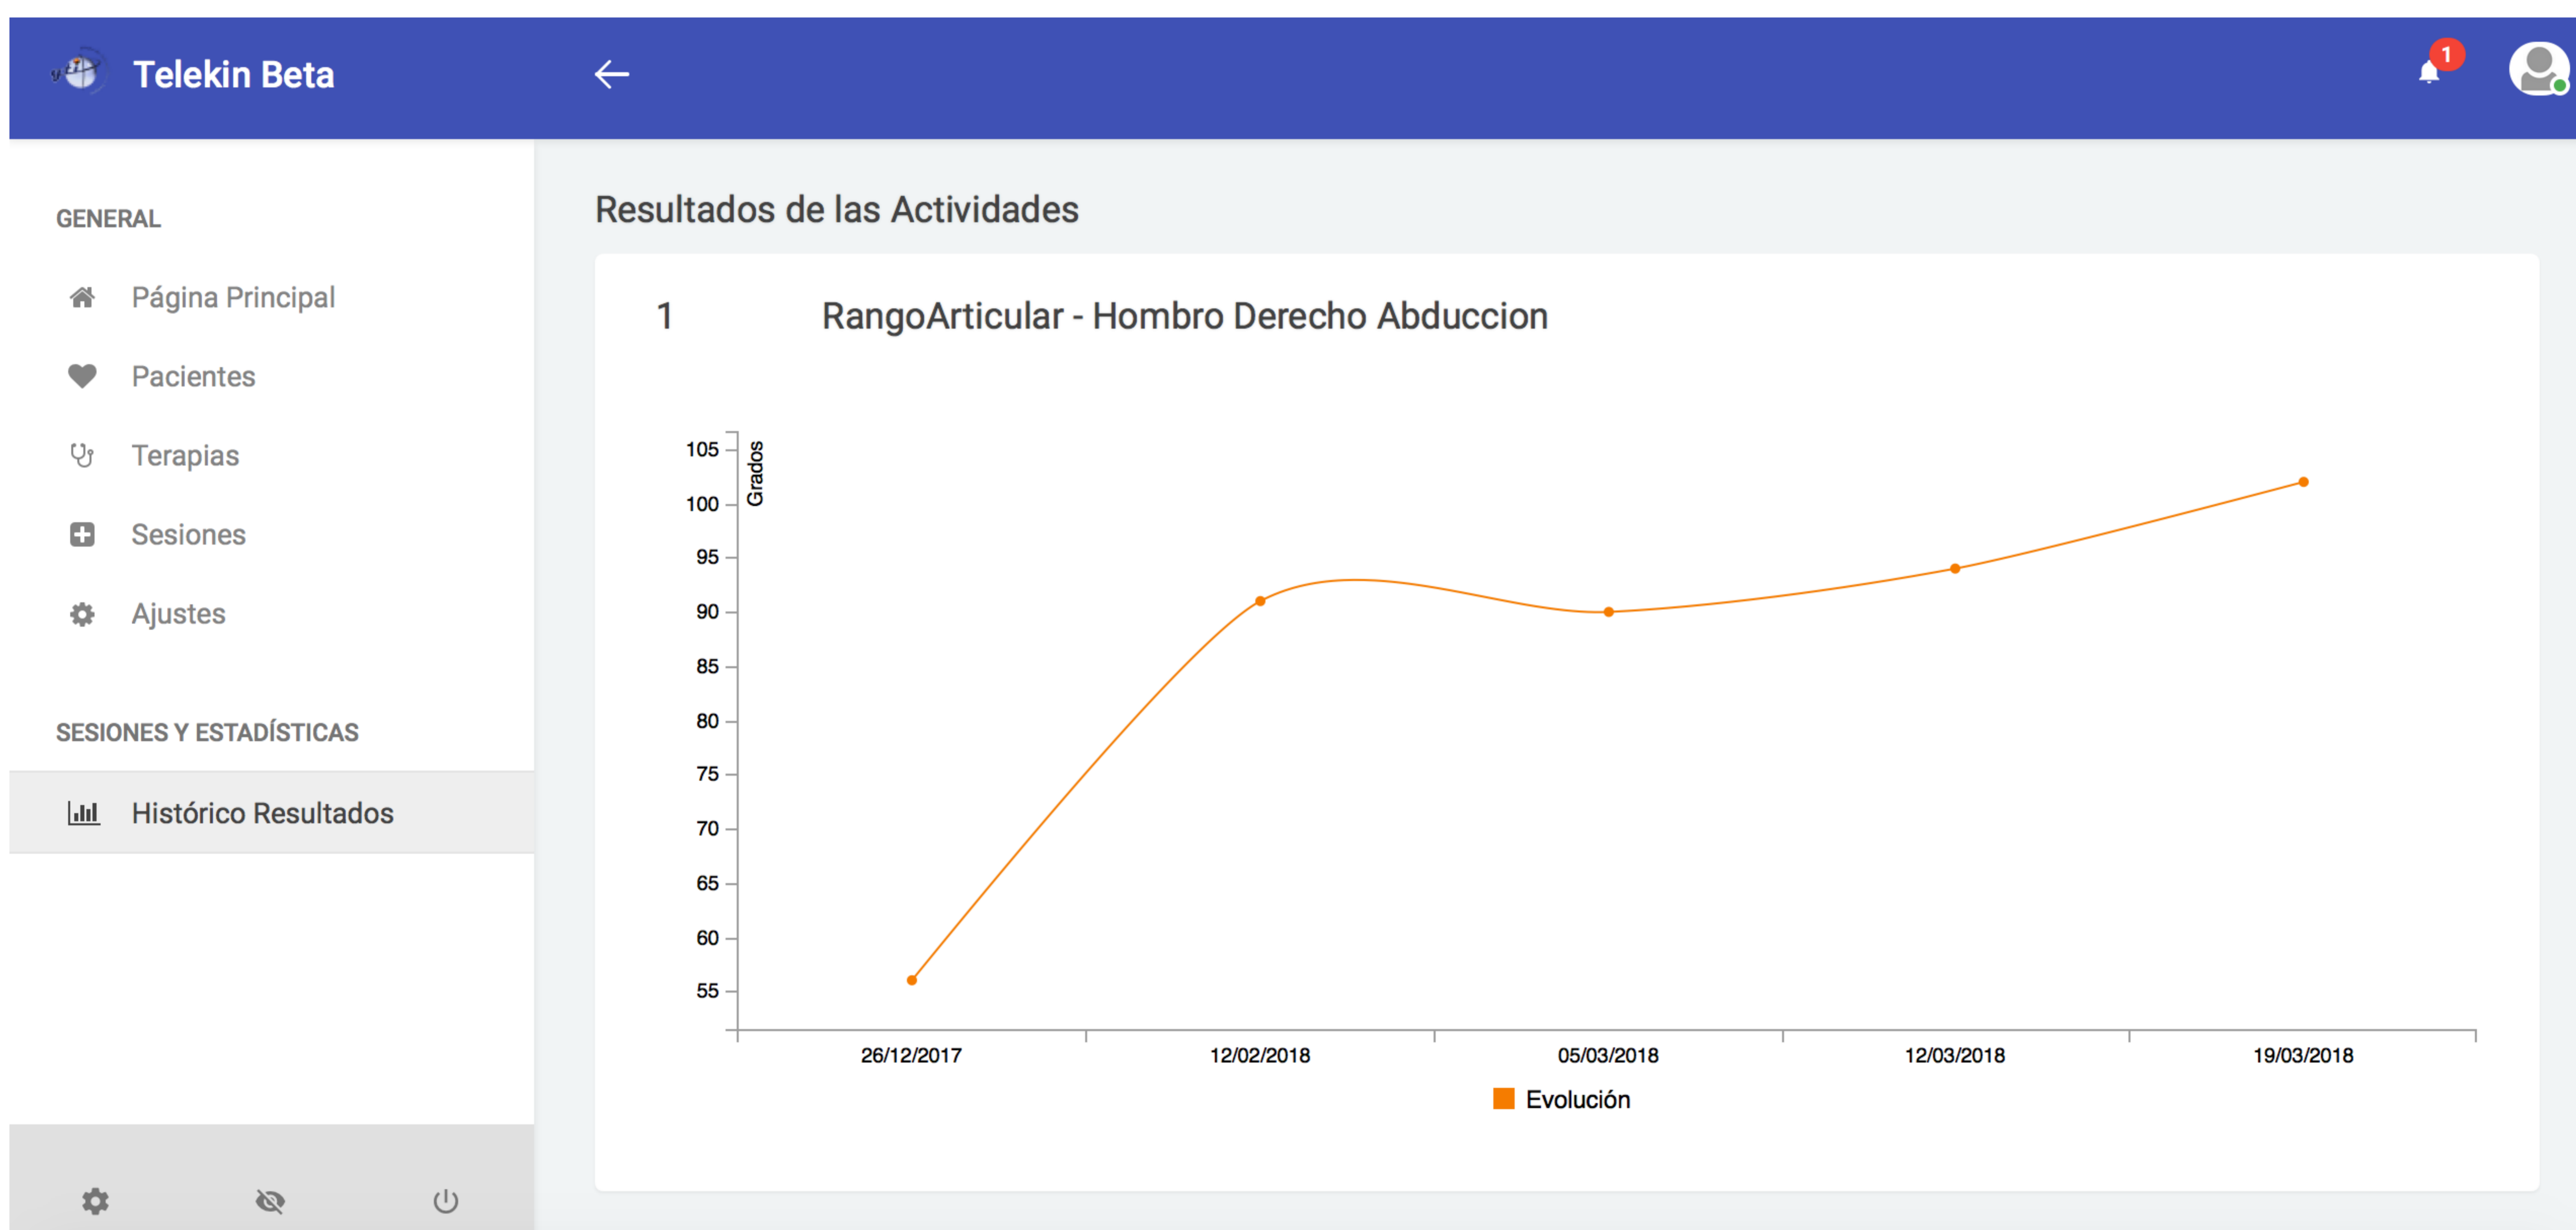 Telekin Beta
1
GENERAL
Página Principal
Pacientes
Terapias
Sesiones
Ajustes
SESIONES Y ESTADÍSTICAS
Histórico Resultados
Resultados de las Actividades
1 RangoArticular - Hombro Derecho Abduccion
Grados
105
100
95
90
85
80
75
70
65
60
55
26/12/2017 12/02/2018 05/03/2018 12/03/2018 19/03/2018
Evolución